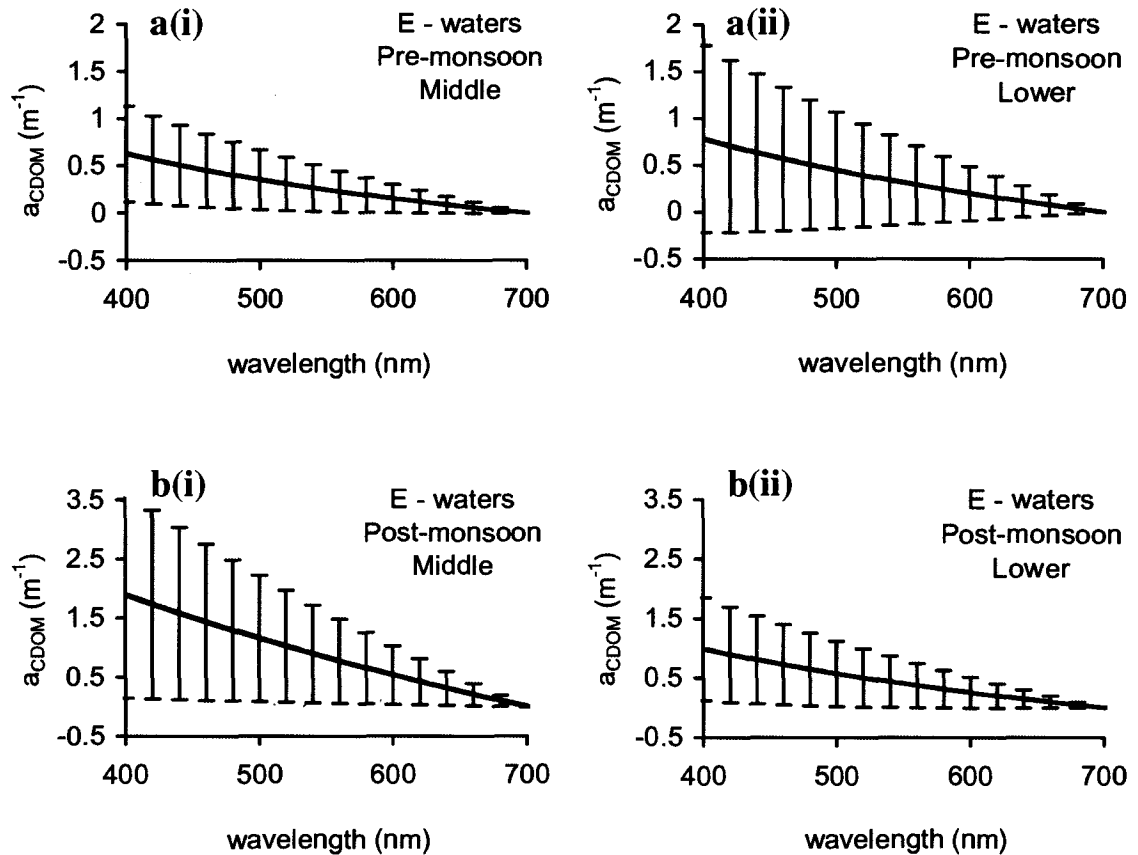 a(i)
E - waters
Pre-monsoon
Middle
2
1.5
1
0.5
0
-0.5
a_CDOM (m⁻¹)
400 500 600 700
wavelength (nm)
a(ii)
E - waters
Pre-monsoon
Lower
2
1.5
1
0.5
0
-0.5
a_CDOM (m⁻¹)
400 500 600 700
wavelength (nm)
b(i)
E - waters
Post-monsoon
Middle
3.5
2.5
1.5
0.5
-0.5
a_CDOM (m⁻¹)
400 500 600 700
wavelength (nm)
b(ii)
E - waters
Post-monsoon
Lower
3.5
2.5
1.5
0.5
-0.5
a_CDOM (m⁻¹)
400 500 600 700
wavelength (nm)